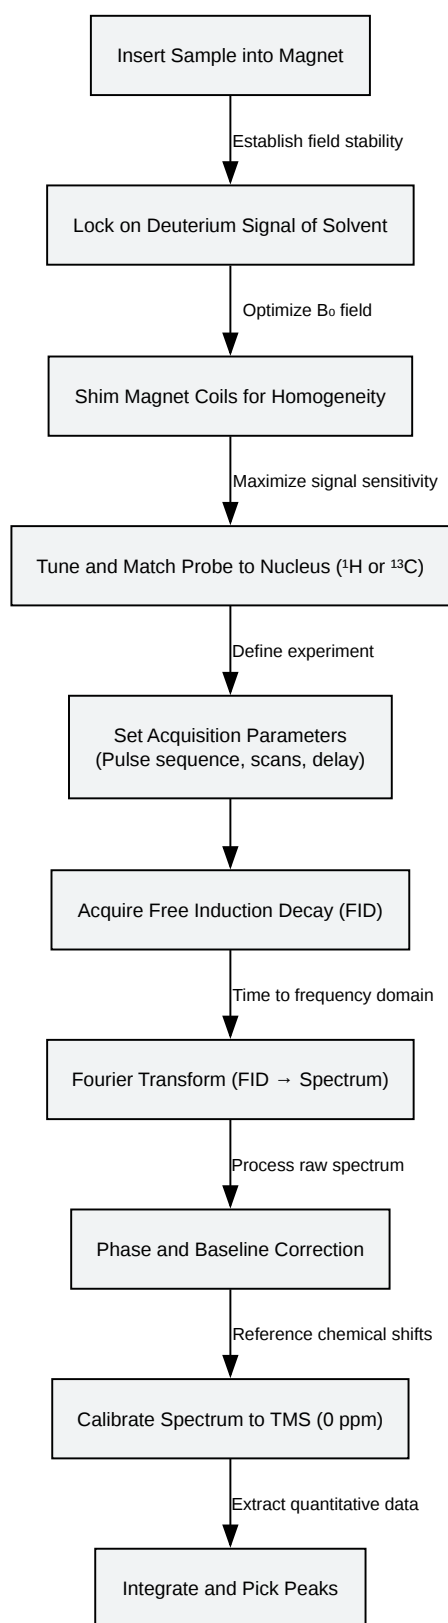 Insert Sample into Magnet
Establish field stability
Lock on Deuterium Signal of Solvent
Optimize B₀ field
Shim Magnet Coils for Homogeneity
Maximize signal sensitivity
Tune and Match Probe to Nucleus (¹H or ¹³C)
Define experiment
Set Acquisition Parameters
(Pulse sequence, scans, delay)
Acquire Free Induction Decay (FID)
Time to frequency domain
Fourier Transform (FID → Spectrum)
Process raw spectrum
Phase and Baseline Correction
Reference chemical shifts
Calibrate Spectrum to TMS (0 ppm)
Extract quantitative data
Integrate and Pick Peaks